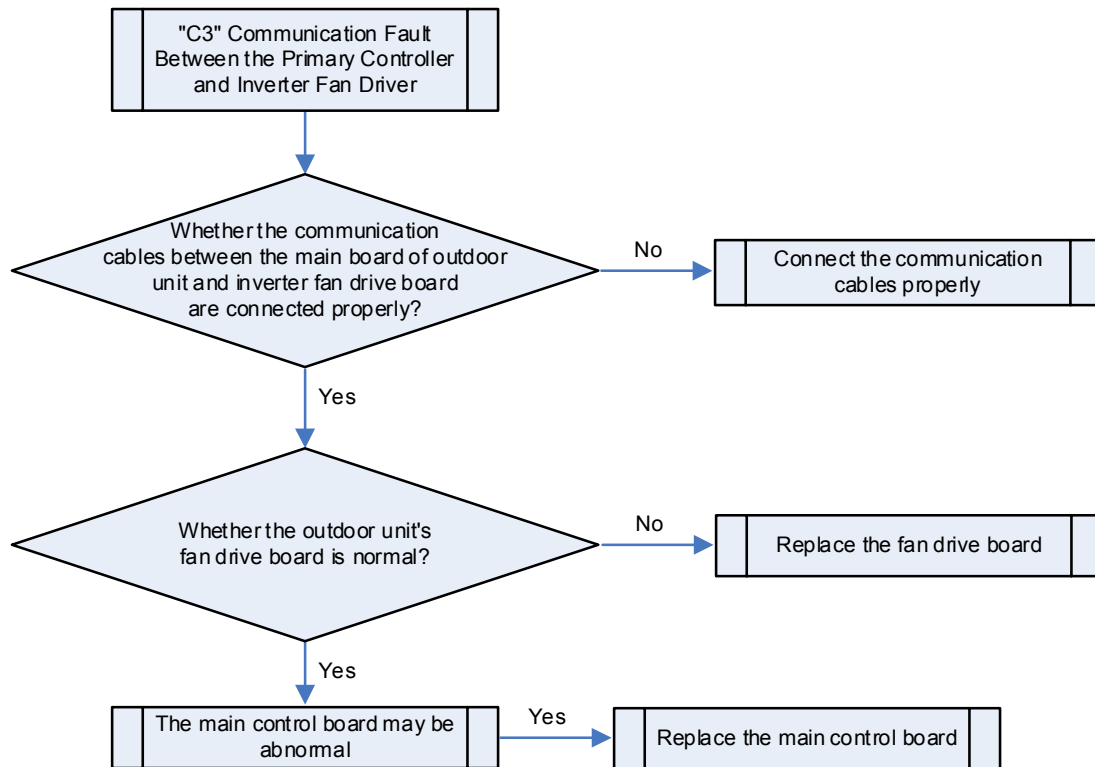 "C3" Communication Fault
Between the Primary Controller
and Inverter Fan Driver
Whether the communication
cables between the main board of outdoor
unit and inverter fan drive board
are connected properly?
No
Connect the communication
cables properly
Yes
Whether the outdoor unit's
fan drive board is normal?
No
Replace the fan drive board
Yes
The main control board may be
abnormal
Yes
Replace the main control board